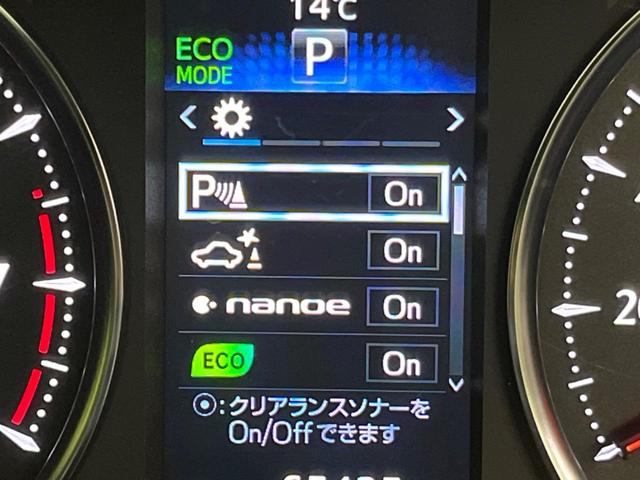 14℃
ECO
MODE
P
P On
On
nanoe On
ECO On
⦿:クリアランスソナーを
On/Offできます
20